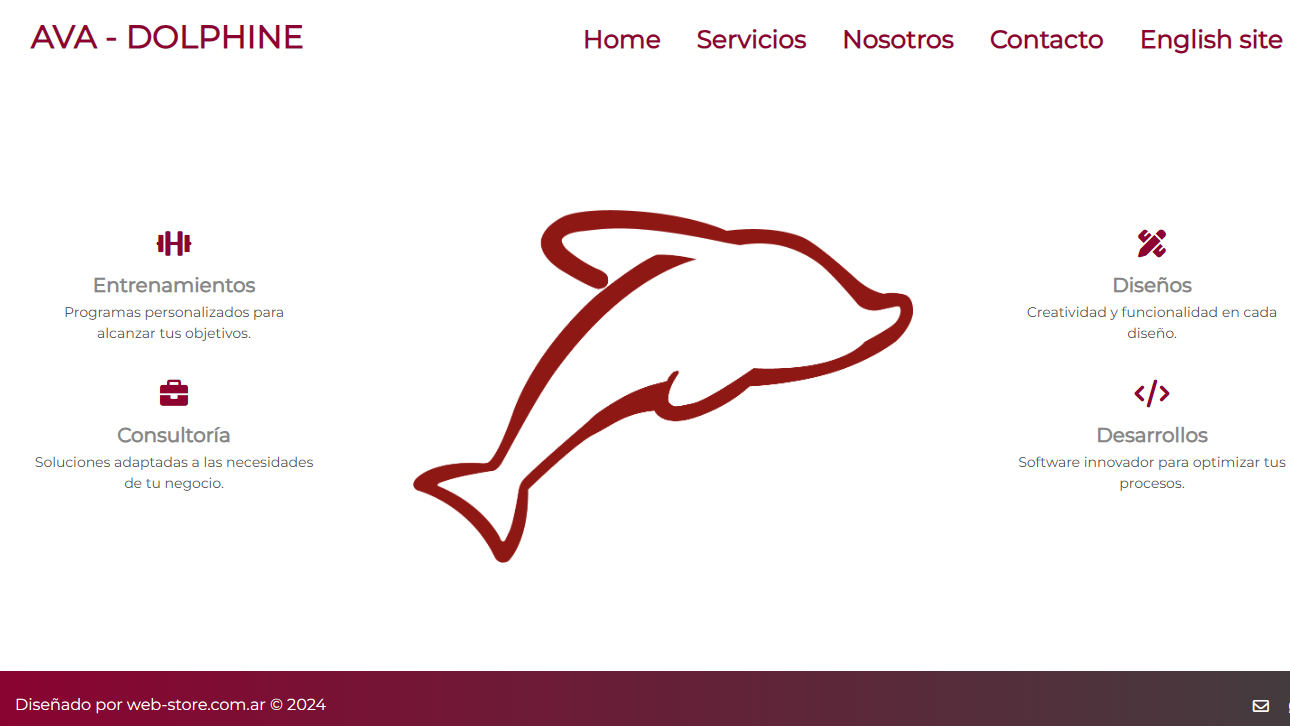 AVA - DOLPHINE
Home Servicios Nosotros Contacto English site
Entrenamientos
Programas personalizados para
alcanzar tus objetivos.
Consultoría
Soluciones adaptadas a las necesidades
de tu negocio.
Diseños
Creatividad y funcionalidad en cada
diseño.
Desarrollos
Software innovador para optimizar tus
procesos.
Diseñado por web-store.com.ar © 2024